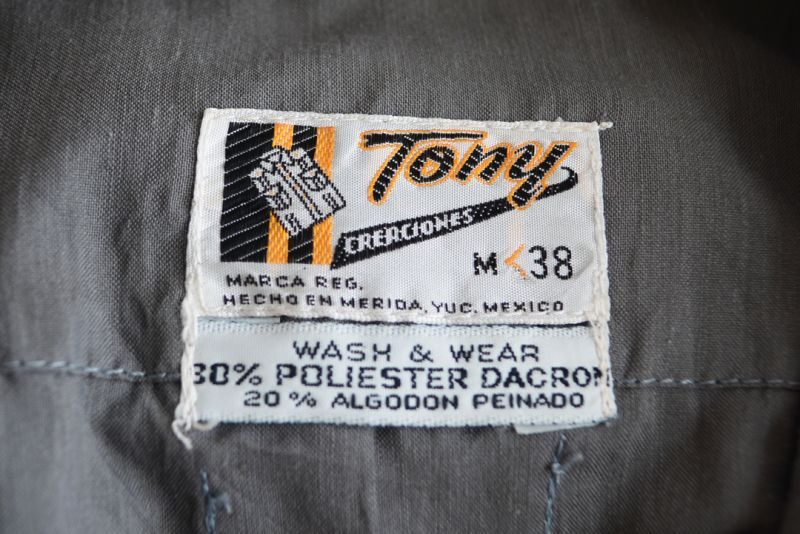 Tony
CREACIONES
M 38
MARCA REG.
HECHO EN MERIDA, YUC. MEXICO
WASH & WEAR
80% POLIESTER DACRON
20% ALGODON PEINADO